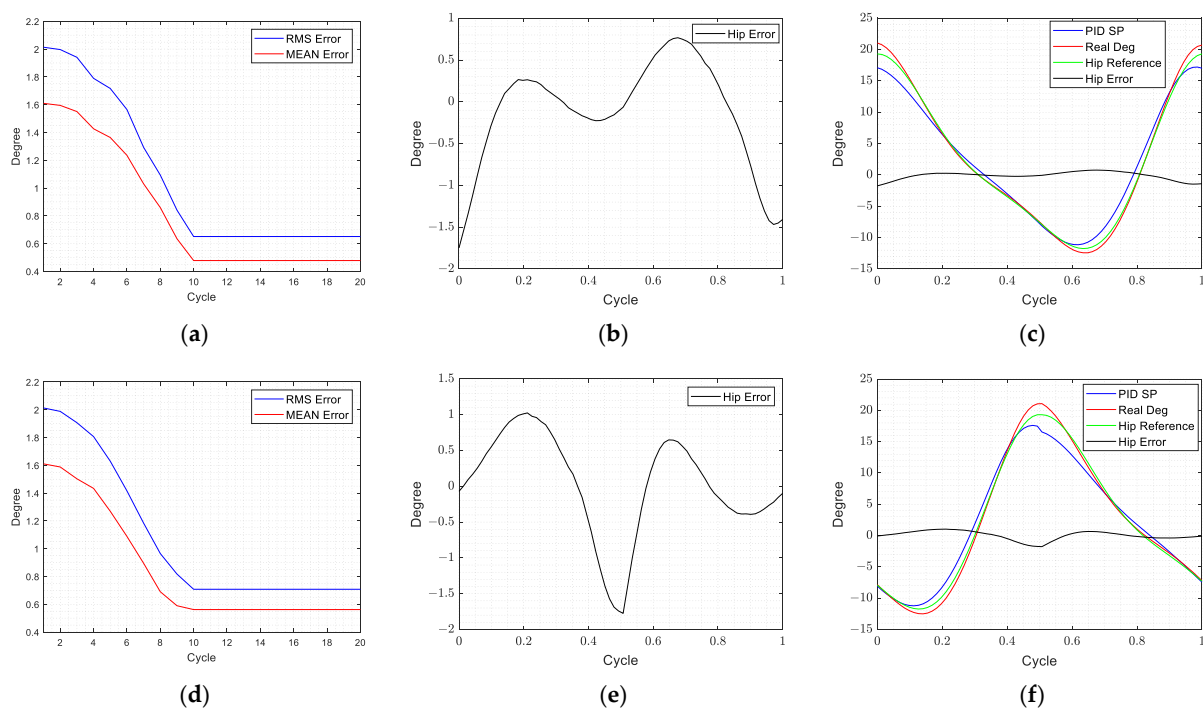 2.2
2
1.8
1.6
1.4
1.2
1
0.8
0.6
0.4
Degree
2 4 6 8 10 12 14 16 18 20
Cycle
RMS Error
MEAN Error
(a)
1
0.5
0
−0.5
−1
−1.5
−2
Degree
0 0.2 0.4 0.6 0.8 1
Cycle
Hip Error
(b)
25
20
15
10
5
0
−5
−10
−15
Degree
0 0.2 0.4 0.6 0.8 1
Cycle
PID SP
Real Deg
Hip Reference
Hip Error
(c)
2.2
2
1.8
1.6
1.4
1.2
1
0.8
0.6
0.4
Degree
2 4 6 8 10 12 14 16 18 20
Cycle
RMS Error
MEAN Error
(d)
1.5
1
0.5
0
−0.5
−1
−1.5
−2
Degree
0 0.2 0.4 0.6 0.8 1
Cycle
Hip Error
(e)
25
20
15
10
5
0
−5
−10
−15
Degree
0 0.2 0.4 0.6 0.8 1
Cycle
PID SP
Real Deg
Hip Reference
Hip Error
(f)